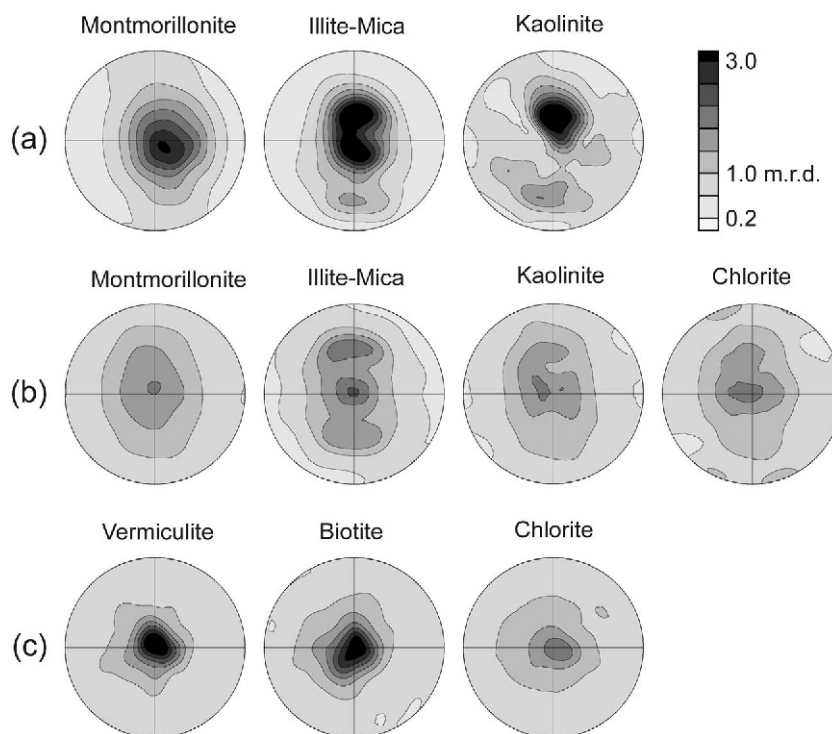 Montmorillonite Illite-Mica Kaolinite
(a)
3.0
1.0 m.r.d.
0.2
Montmorillonite Illite-Mica Kaolinite Chlorite
(b)
Vermiculite Biotite Chlorite
(c)